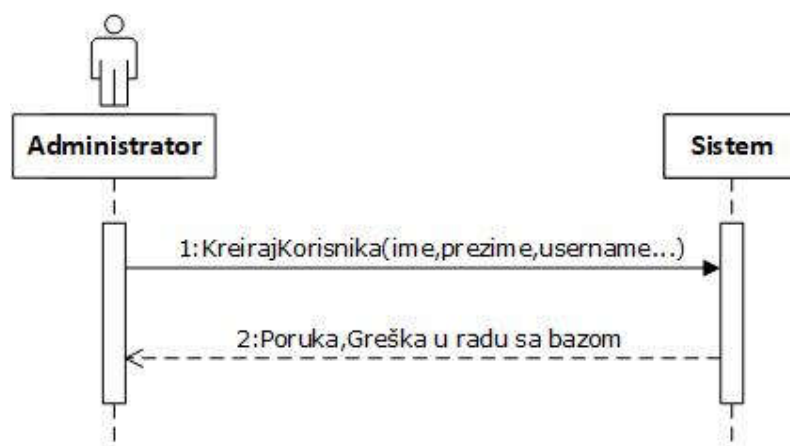 Administrator
Sistem
1:KreirajKorisnika(ime,prezime,username...)
2:Poruka,Greška u radu sa bazom